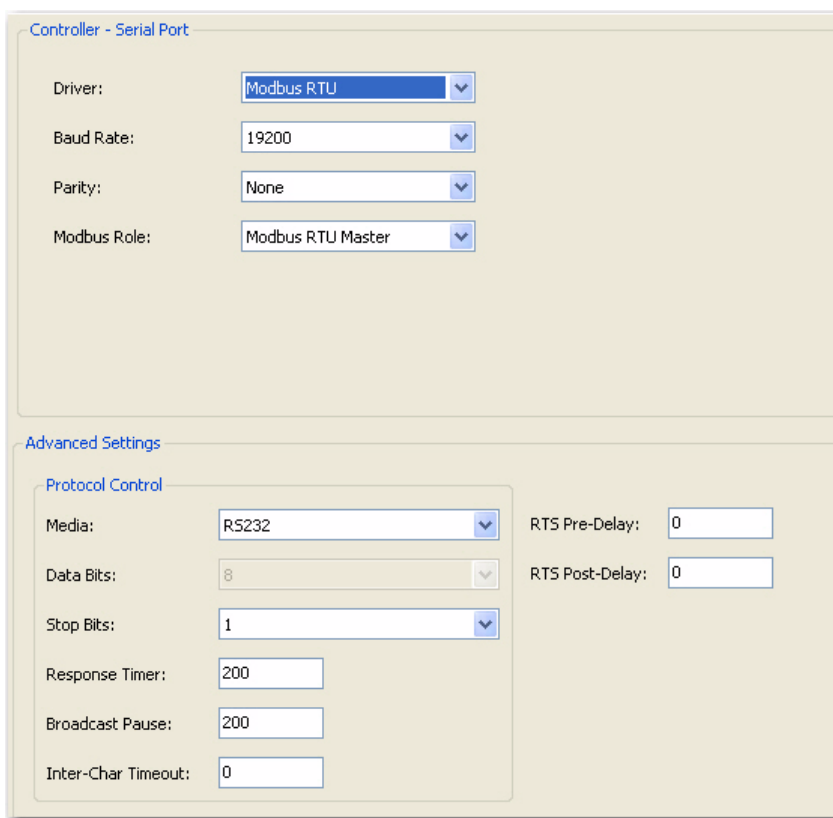 Controller - Serial Port
Driver: Modbus RTU
Baud Rate: 19200
Parity: None
Modbus Role: Modbus RTU Master
Advanced Settings
Protocol Control
Media: RS232 RTS Pre-Delay: 0
Data Bits: 8 RTS Post-Delay: 0
Stop Bits: 1
Response Timer: 200
Broadcast Pause: 200
Inter-Char Timeout: 0